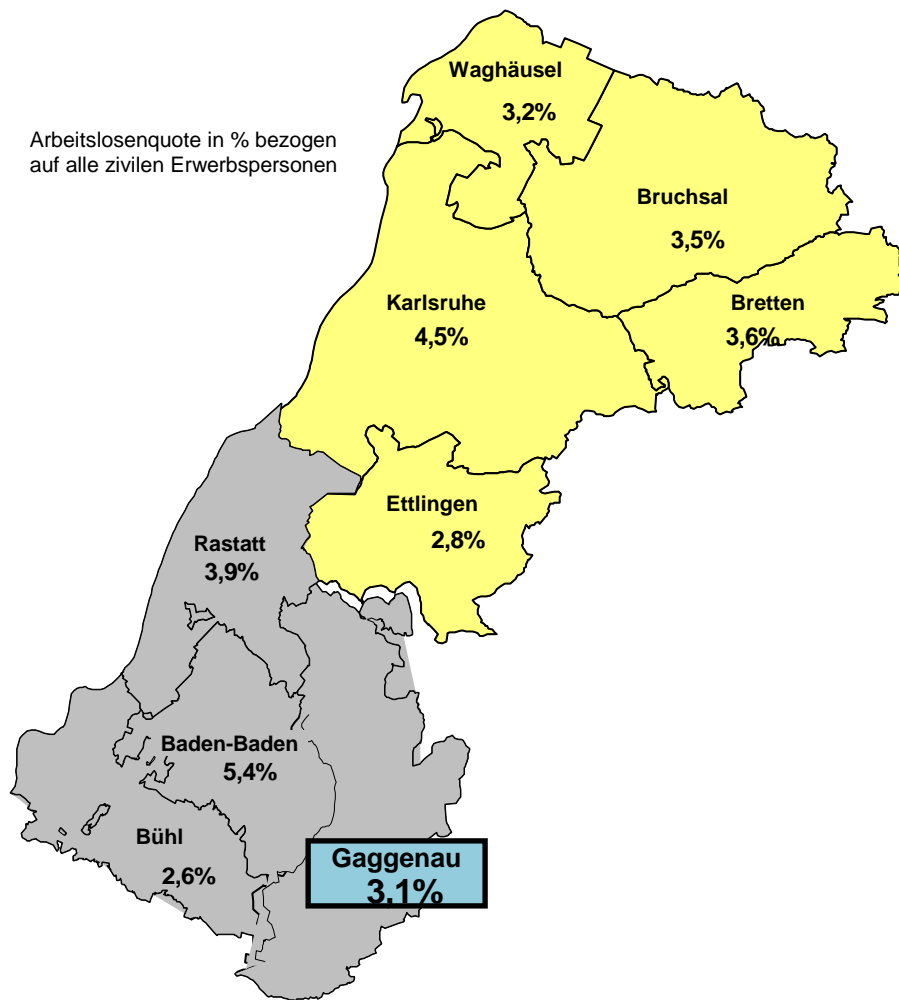 Waghäusel
3,2%
Arbeitslosenquote in % bezogen
auf alle zivilen Erwerbspersonen
Bruchsal
3,5%
Karlsruhe
4,5%
Bretten
3,6%
Ettlingen
2,8%
Rastatt
3,9%
Baden-Baden
5,4%
Bühl
2,6%
Gaggenau
3,1%